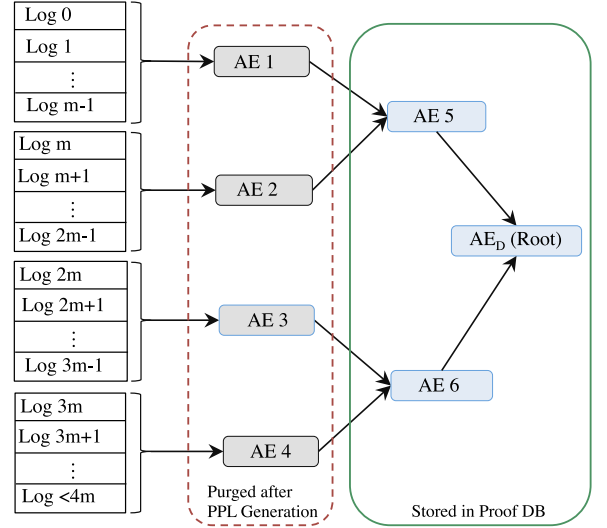 Log 0
Log 1
⋮
Log m-1
Log m
Log m+1
⋮
Log 2m-1
Log 2m
Log 2m+1
⋮
Log 3m-1
Log 3m
Log 3m+1
⋮
Log <4m
AE 1
AE 2
AE 3
AE 4
Purged after
PPL Generation
AE 5
AE_D (Root)
AE 6
Stored in Proof DB